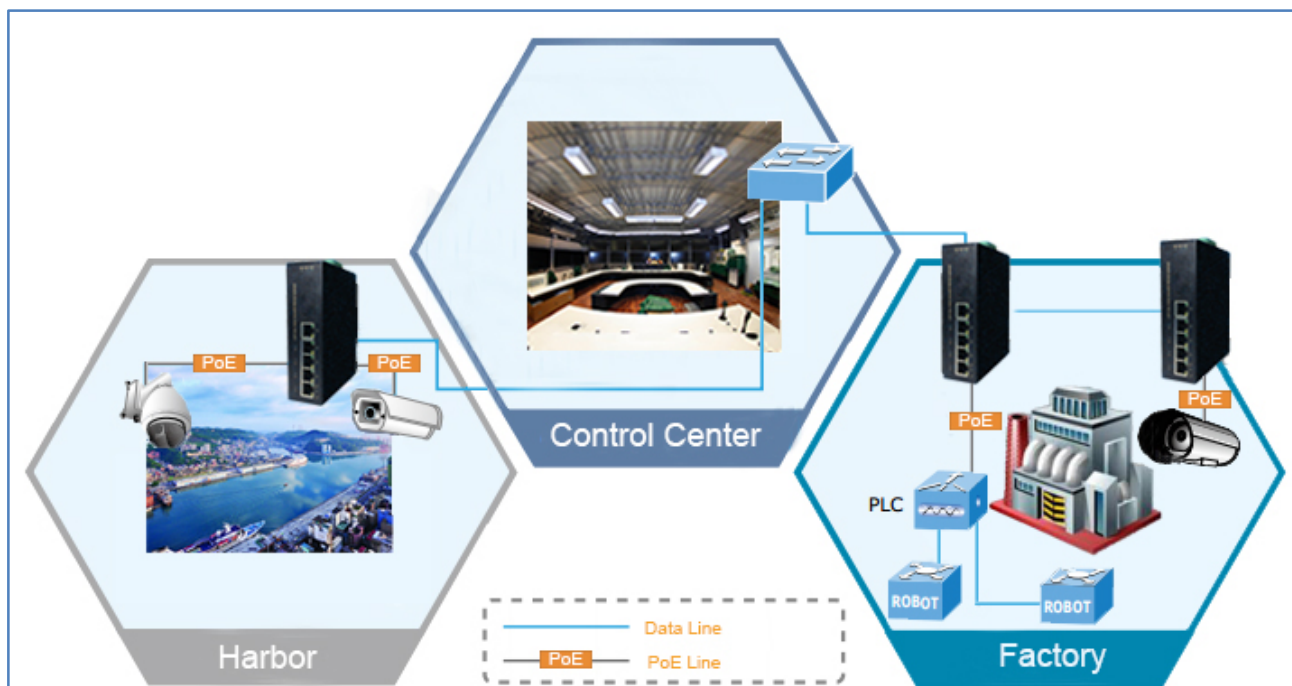 Control Center
PoE
PoE
Harbor
PoE
PoE
PLC
ROBOT
ROBOT
Factory
Data Line
PoE
PoE Line